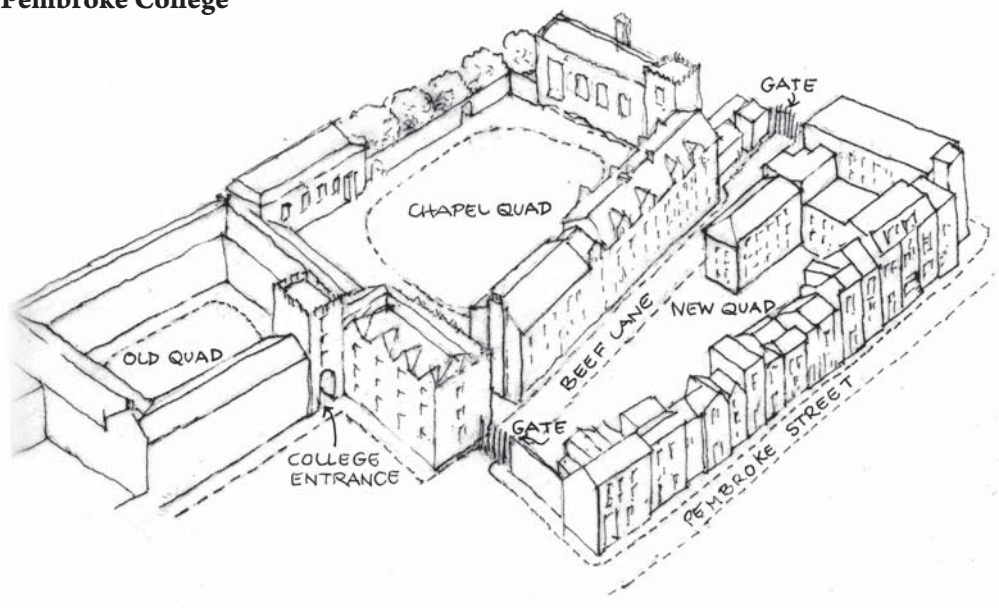 Pembroke College
GATE
CHAPEL QUAD
NEW QUAD
BEEF LANE
OLD QUAD
GATE
COLLEGE
ENTRANCE
PEMBROKE STREET